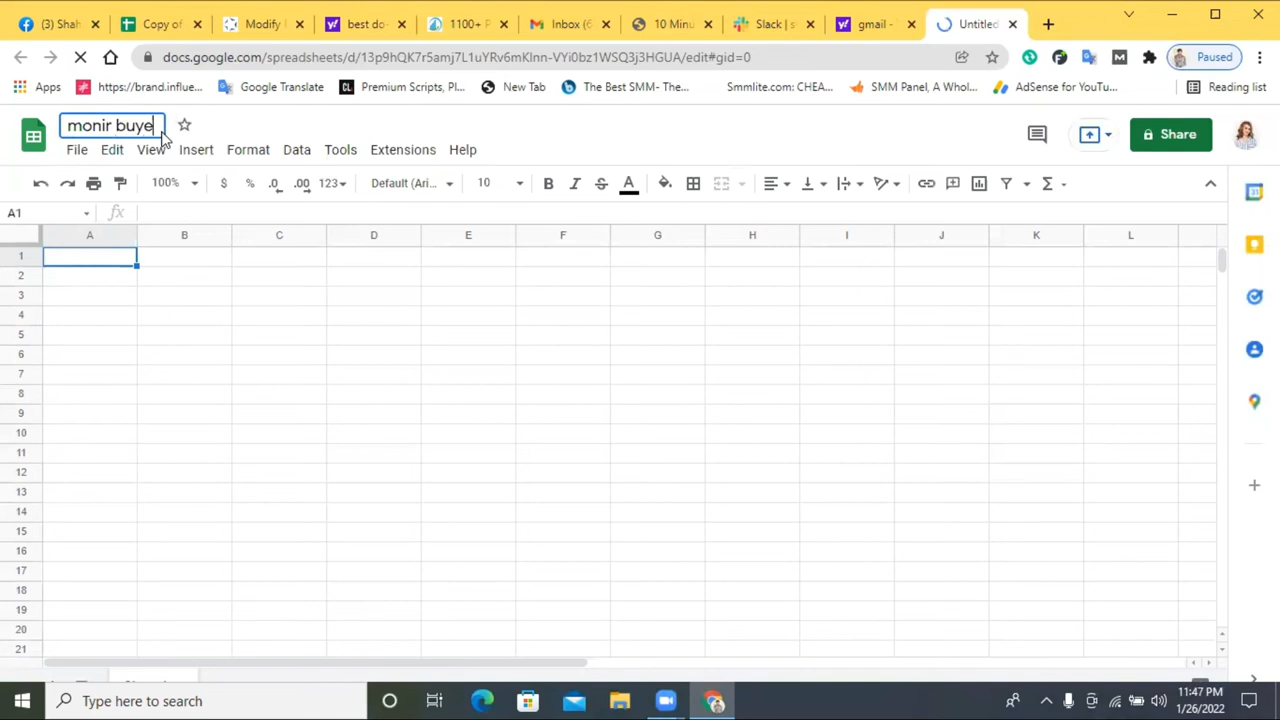 (3) Shah
Copy of
Modify
best do-
1100+ P
Inbox (6
10 Minu
Slack | s
gmail -
Untitled
docs.google.com/spreadsheets/d/13p9hQK7r5amj7L1uYRv6mKInn-VYi0bz1WSQ3j3HGUA/edit#gid=0
Paused
Apps
https://brand.influe...
Google Translate
Premium Scripts, Pl...
New Tab
The Best SMM- The...
Smmlite.com: CHEA...
SMM Panel, A Whol...
AdSense for YouTu...
Reading list
monir buye
File Edit View Insert Format Data Tools Extensions Help
Share
100% $ % .0 .00 123 Default (Ari... 10 B I S A Σ
A1 fx
A B C D E F G H I J K L
1
2
3
4
5
6
7
8
9
10
11
12
13
14
15
16
17
18
19
20
21
Type here to search
11:47 PM
1/26/2022